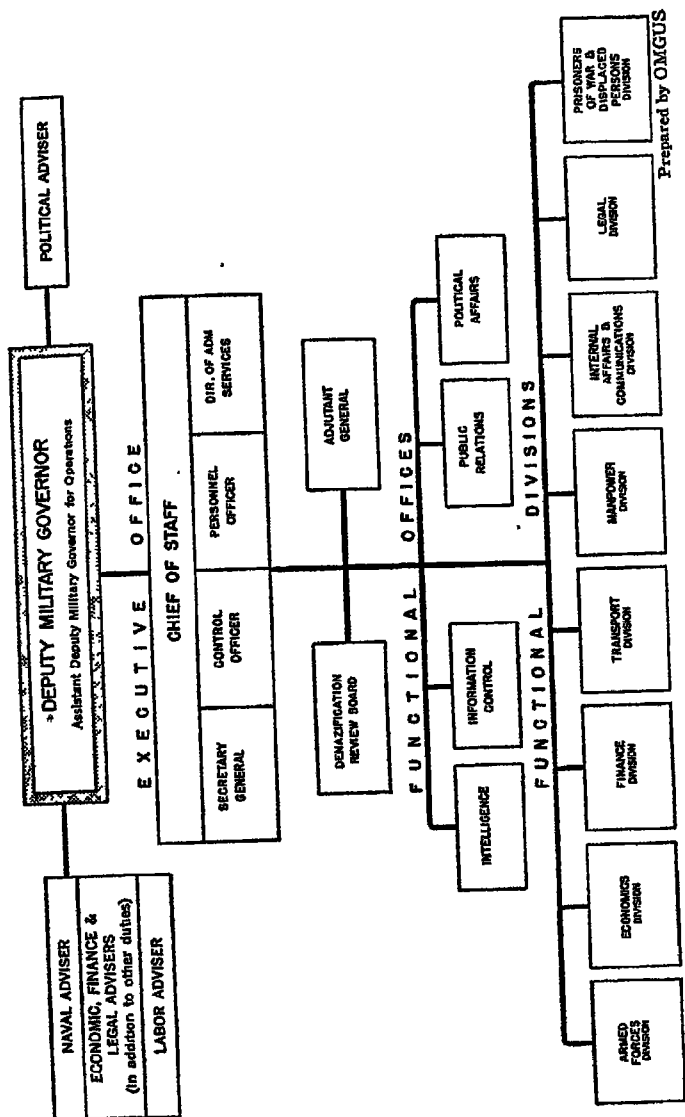 *DEPUTY MILITARY GOVERNOR
Assistant Deputy Military Governor for Operations
NAVAL ADVISER
ECONOMIC, FINANCE &
LEGAL ADVISERS
(In addition to other duties)
LABOR ADVISER
POLITICAL ADVISER
EXECUTIVE OFFICE
CHIEF OF STAFF
SECRETARY
GENERAL
CONTROL
OFFICER
PERSONNEL
OFFICER
DIR. OF ADM
SERVICES
DENAZIFICATION
REVIEW BOARD
ADJUTANT
GENERAL
FUNCTIONAL OFFICES
INTELLIGENCE
INFORMATION
CONTROL
PUBLIC
RELATIONS
POLITICAL
AFFAIRS
FUNCTIONAL DIVISIONS
ARMED
FORCES
DIVISION
ECONOMICS
DIVISION
FINANCE
DIVISION
TRANSPORT
DIVISION
MANPOWER
DIVISION
INTERNAL
AFFAIRS &
COMMUNICATIONS
DIVISION
LEGAL
DIVISION
PRISONERS
OF WAR &
DISPLACED
PERSONS
DIVISION
Prepared by OMGUS